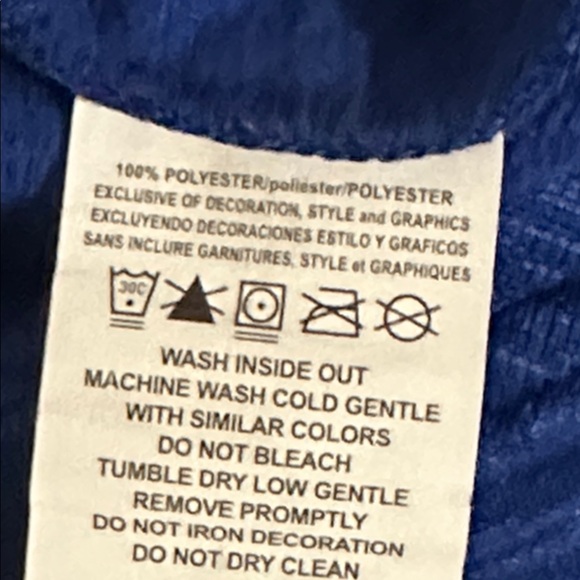 100% POLYESTER/poliester/POLYESTER
EXCLUSIVE OF DECORATION, STYLE and GRAPHICS
EXCLUYENDO DECORACIONES ESTILO Y GRAFICOS
SANS INCLURE GARNITURES, STYLE et GRAPHIQUES
30C
WASH INSIDE OUT
MACHINE WASH COLD GENTLE
WITH SIMILAR COLORS
DO NOT BLEACH
TUMBLE DRY LOW GENTLE
REMOVE PROMPTLY
DO NOT IRON DECORATION
DO NOT DRY CLEAN